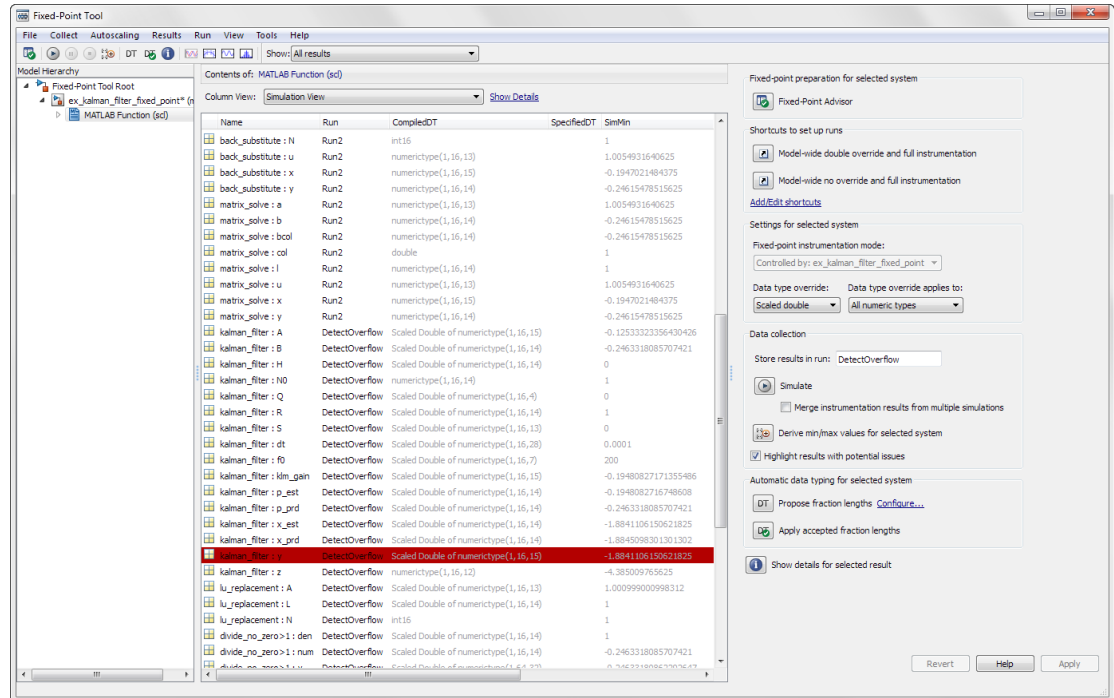 Fixed-Point Tool
File Collect Autoscaling Results Run View Tools Help
DT Show: All results
Model Hierarchy
Fixed-Point Tool Root
ex_kalman_filter_fixed_point* (n
MATLAB Function (scl)
Contents of: MATLAB Function (scl)
Column View: Simulation View Show Details
Name Run CompiledDT SpecifiedDT SimMin
back_substitute : N Run2 int16 1
back_substitute : u Run2 numerictype(1,16,13) 1.0054931640625
back_substitute : x Run2 numerictype(1,16,15) -0.1947021484375
back_substitute : y Run2 numerictype(1,16,14) -0.24615478515625
matrix_solve : a Run2 numerictype(1,16,13) 1.0054931640625
matrix_solve : b Run2 numerictype(1,16,14) -0.24615478515625
matrix_solve : bcol Run2 numerictype(1,16,14) -0.24615478515625
matrix_solve : col Run2 double 1
matrix_solve : l Run2 numerictype(1,16,14) 1
matrix_solve : u Run2 numerictype(1,16,13) 1.0054931640625
matrix_solve : x Run2 numerictype(1,16,15) -0.1947021484375
matrix_solve : y Run2 numerictype(1,16,14) -0.24615478515625
kalman_filter : A DetectOverflow Scaled Double of numerictype(1,16,15) -0.12533323356430426
kalman_filter : B DetectOverflow Scaled Double of numerictype(1,16,14) -0.2463318085707421
kalman_filter : H DetectOverflow Scaled Double of numerictype(1,16,14) 0
kalman_filter : N0 DetectOverflow numerictype(1,16,14) 1
kalman_filter : Q DetectOverflow Scaled Double of numerictype(1,16,4) 0
kalman_filter : R DetectOverflow Scaled Double of numerictype(1,16,14) 1
kalman_filter : S DetectOverflow Scaled Double of numerictype(1,16,13) 0
kalman_filter : dt DetectOverflow Scaled Double of numerictype(1,16,28) 0.0001
kalman_filter : f0 DetectOverflow Scaled Double of numerictype(1,16,7) 200
kalman_filter : klm_gain DetectOverflow Scaled Double of numerictype(1,16,15) -0.19480827171355486
kalman_filter : p_est DetectOverflow Scaled Double of numerictype(1,16,14) -0.1948082716748608
kalman_filter : p_prd DetectOverflow Scaled Double of numerictype(1,16,14) -0.2463318085707421
kalman_filter : x_est DetectOverflow Scaled Double of numerictype(1,16,14) -1.8841106150621825
kalman_filter : x_prd DetectOverflow Scaled Double of numerictype(1,16,14) -1.8845098301301302
kalman_filter : y DetectOverflow Scaled Double of numerictype(1,16,15) -1.8841106150621825
kalman_filter : z DetectOverflow numerictype(1,16,12) -4.385009765625
lu_replacement : A DetectOverflow Scaled Double of numerictype(1,16,13) 1.000999000998312
lu_replacement : L DetectOverflow Scaled Double of numerictype(1,16,14) 1
lu_replacement : N DetectOverflow int16 1
divide_no_zero>1 : den DetectOverflow Scaled Double of numerictype(1,16,14) 1
divide_no_zero>1 : num DetectOverflow Scaled Double of numerictype(1,16,14) -0.2463318085707421
Fixed-point preparation for selected system
Fixed-Point Advisor
Shortcuts to set up runs
Model-wide double override and full instrumentation
Model-wide no override and full instrumentation
Add/Edit shortcuts
Settings for selected system
Fixed-point instrumentation mode:
Controlled by: ex_kalman_filter_fixed_point
Data type override: Data type override applies to:
Scaled double All numeric types
Data collection
Store results in run: DetectOverflow
Simulate
Merge instrumentation results from multiple simulations
Derive min/max values for selected system
Highlight results with potential issues
Automatic data typing for selected system
DT Propose fraction lengths Configure...
Apply accepted fraction lengths
Show details for selected result
Revert Help Apply